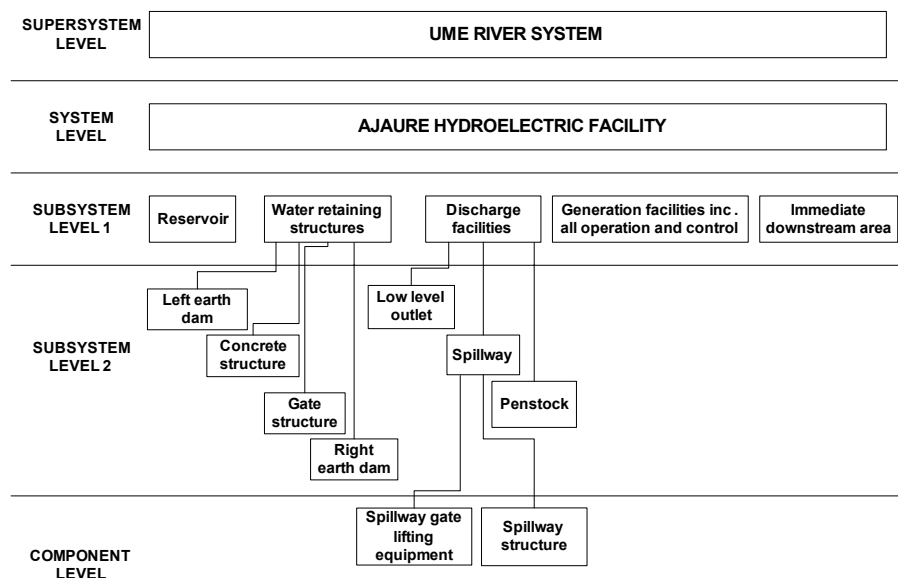 SUPERSYSTEM
LEVEL
UME RIVER SYSTEM
SYSTEM
LEVEL
AJAURE HYDROELECTRIC FACILITY
SUBSYSTEM
LEVEL 1
Reservoir
Water retaining
structures
Discharge
facilities
Generation facilities inc .
all operation and control
Immediate
downstream area
SUBSYSTEM
LEVEL 2
Left earth
dam
Concrete
structure
Gate
structure
Right
earth dam
Low level
outlet
Spillway
Penstock
COMPONENT
LEVEL
Spillway gate
lifting
equipment
Spillway
structure